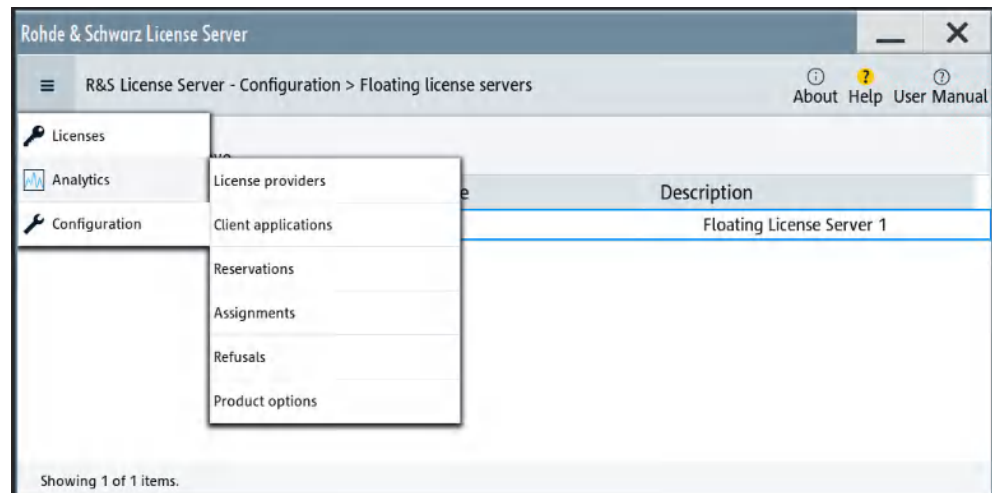 Rohde & Schwarz License Server
R&S License Server - Configuration > Floating license servers
About Help User Manual
Licenses
Analytics
Configuration
License providers
Client applications
Reservations
Assignments
Refusals
Product options
Description
Floating License Server 1
Showing 1 of 1 items.